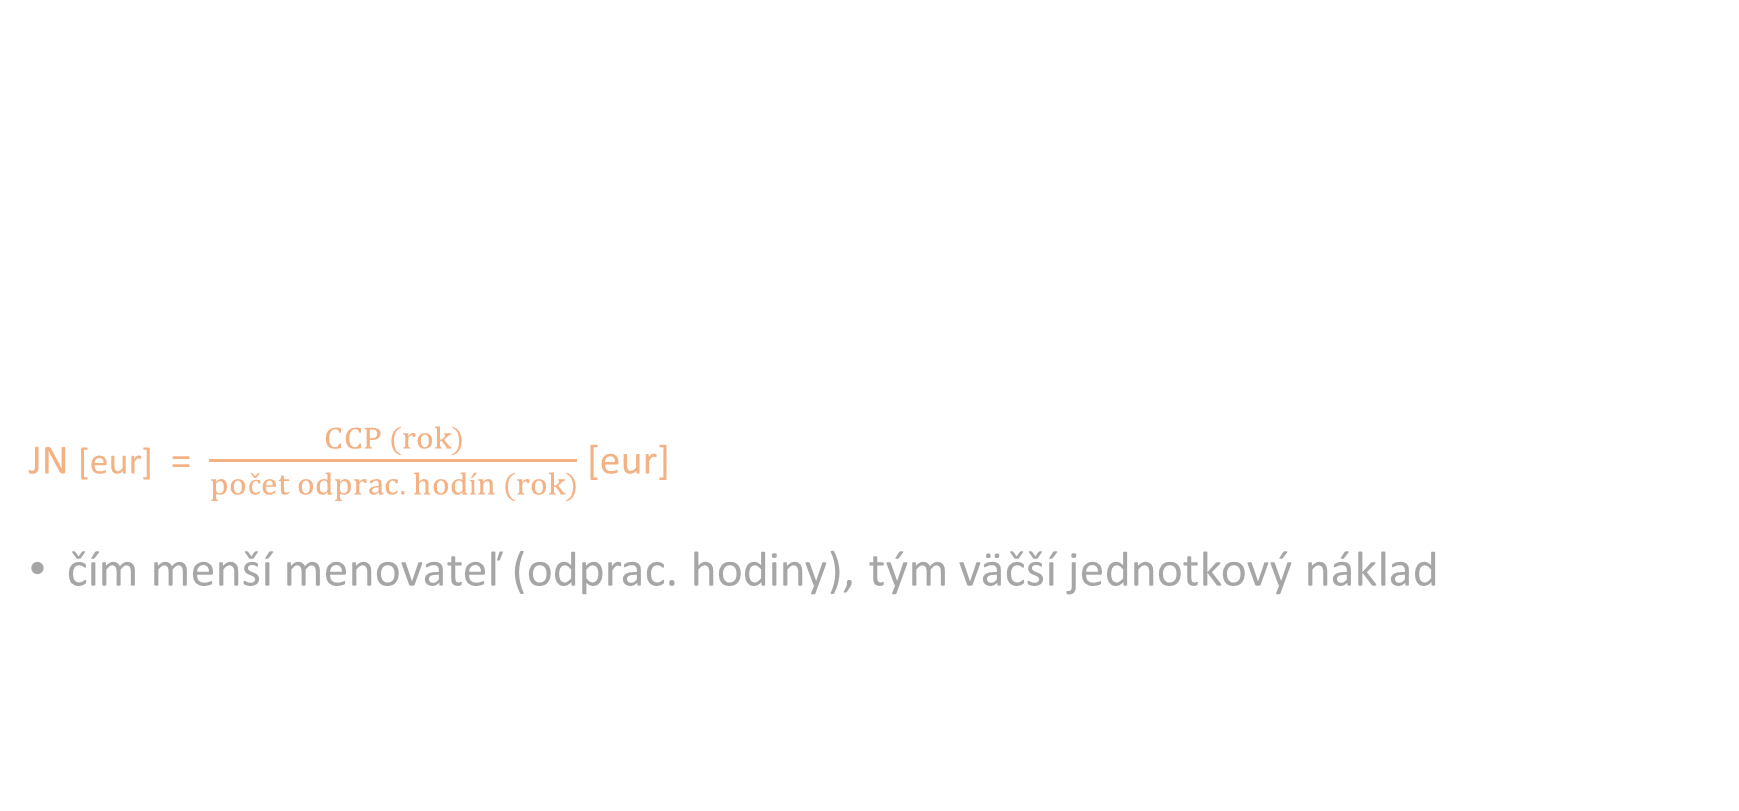 JN [eur] = CCP (rok) / počet odprac. hodín (rok) [eur]
• čím menší menovateľ (odprac. hodiny), tým väčší jednotkový náklad